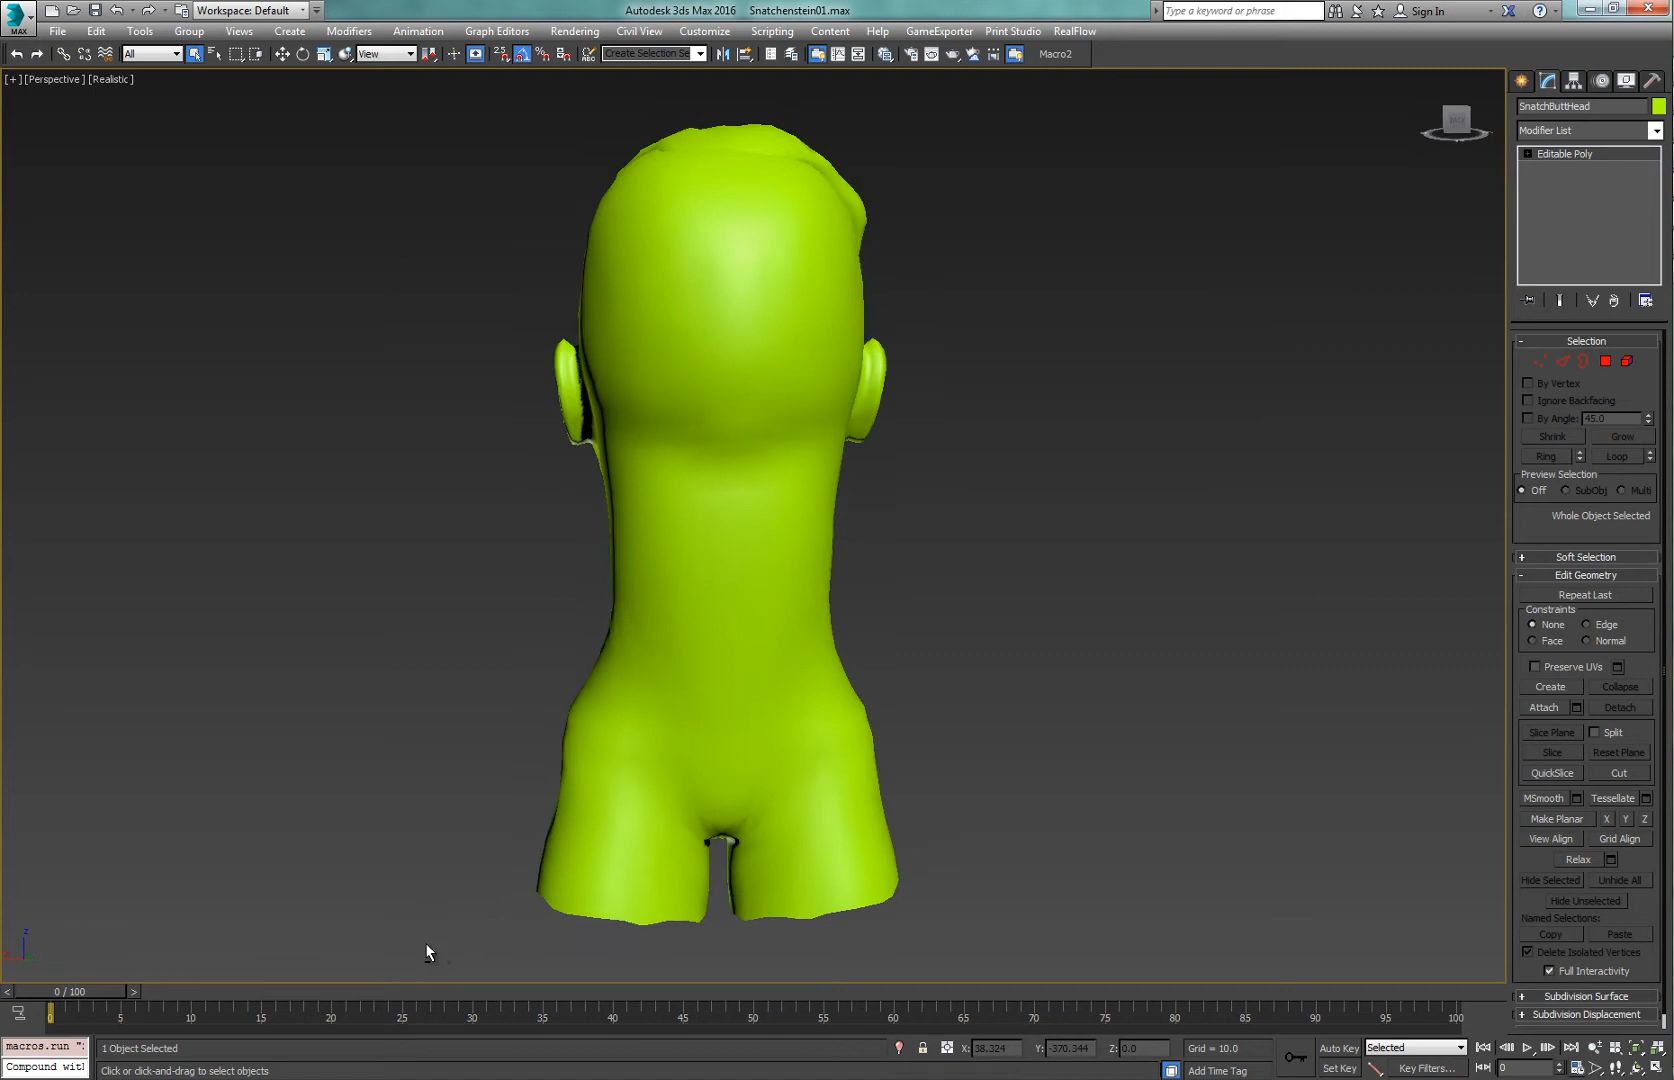 MAX
Workspace: Default
Autodesk 3ds Max 2016    Snatchenstein01.max
Type a keyword or phrase
Sign In
File Edit Tools Group Views Create Modifiers Animation Graph Editors Rendering Civil View Customize Scripting Content Help GameExporter Print Studio RealFlow
All
View
2.5
Create Selection Se
Macro2
[+] [Perspective] [Realistic]
BACK
SnatchButtHead
Modifier List
Editable Poly
Selection
By Vertex
Ignore Backfacing
By Angle: 45.0
Shrink Grow
Ring Loop
Preview Selection
Off SubObj Multi
Whole Object Selected
Soft Selection
Edit Geometry
Repeat Last
Constraints
None Edge
Face Normal
Preserve UVs
Create Collapse
Attach Detach
Slice Plane Split
Slice Reset Plane
QuickSlice Cut
MSmooth Tessellate
Make Planar X Y Z
View Align Grid Align
Relax
Hide Selected Unhide All
Hide Unselected
Named Selections:
Copy Paste
Delete Isolated Vertices
Full Interactivity
Subdivision Surface
Subdivision Displacement
z
0 / 100
0 5 10 15 20 25 30 35 40 45 50 55 60 65 70 75 80 85 90 95 100
macros.run "
1 Object Selected
X: 38.324 Y: -370.344 Z: 0.0 Grid = 10.0
Auto Key Selected
Compound wit
Click or click-and-drag to select objects
Add Time Tag
Set Key Key Filters... 0